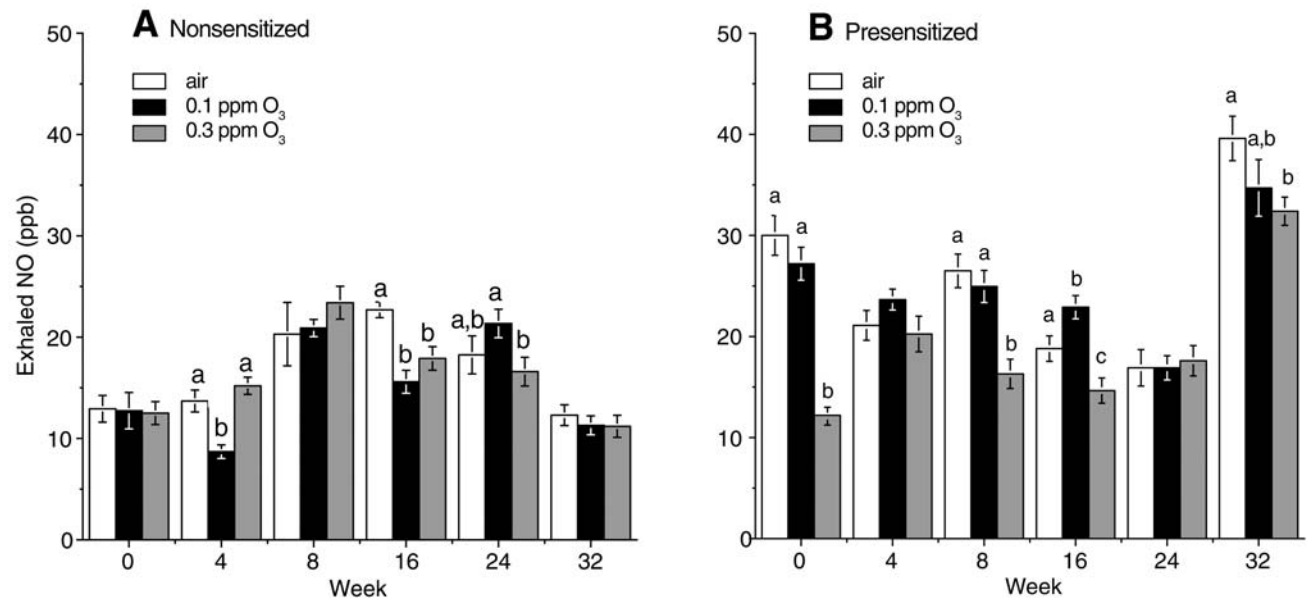 A Nonsensitized
air
0.1 ppm O₃
0.3 ppm O₃
Exhaled NO (ppb)
50
40
30
20
10
0
a
b
a
a
b
b
a,b
a
b
0 4 8 16 24 32
Week
B Presensitized
air
0.1 ppm O₃
0.3 ppm O₃
50
40
30
20
10
0
a
a
b
a
a
b
a
b
c
a
a,b
b
0 4 8 16 24 32
Week